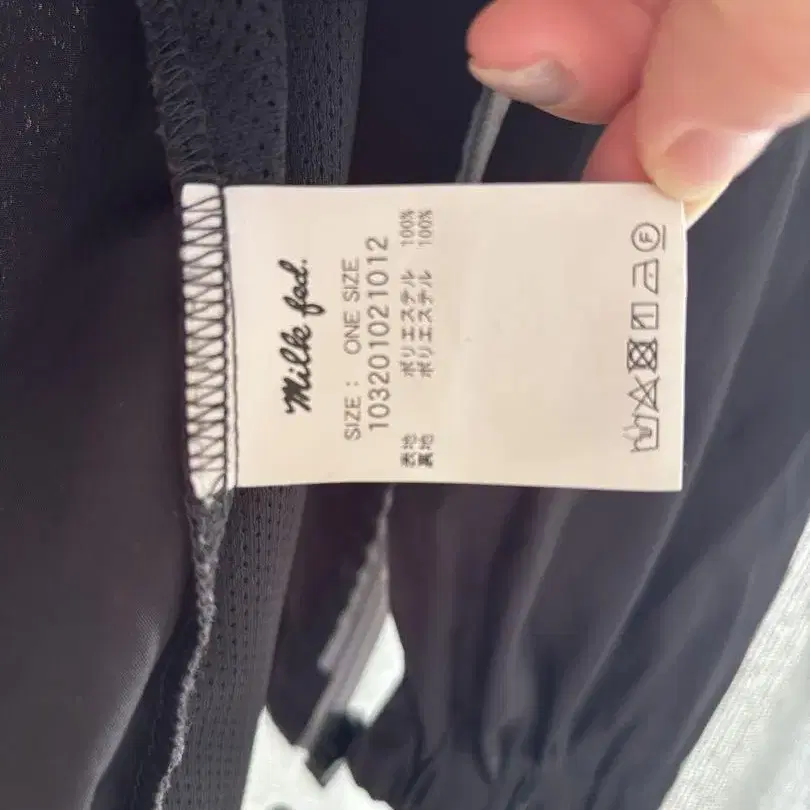 Milk fed.
SIZE : ONE SIZE
103201021012
表地 ポリエステル 100%
裏地 ポリエステル 100%
F